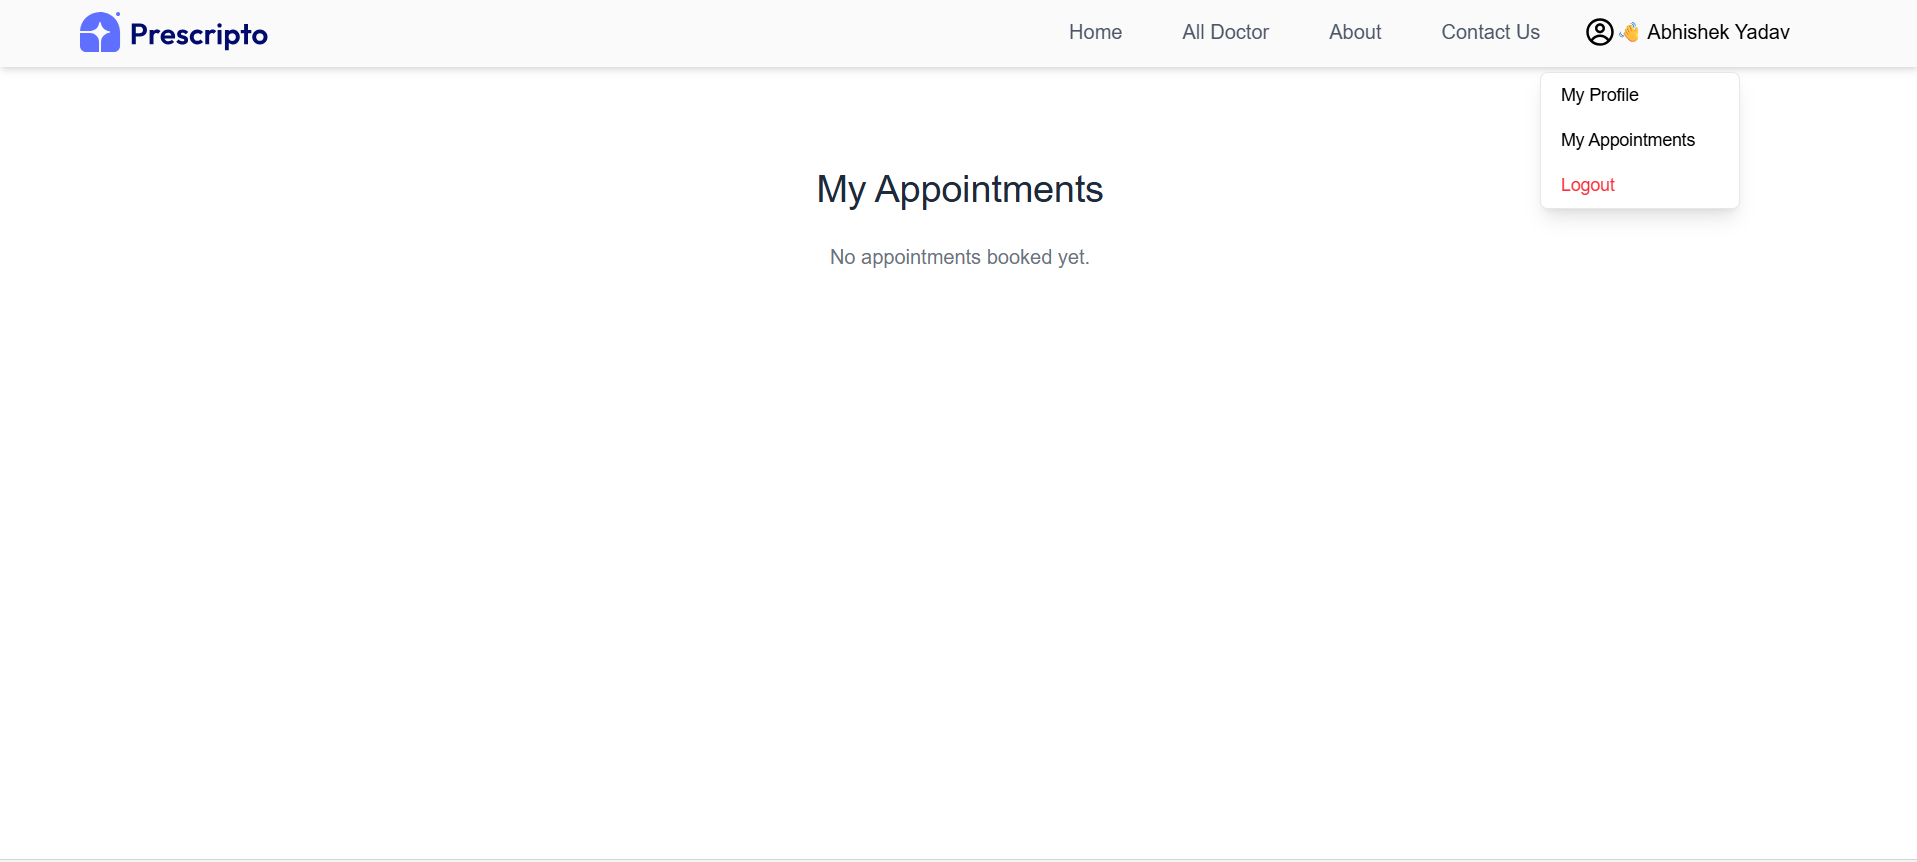 Prescripto
Home All Doctor About Contact Us 👋 Abhishek Yadav
My Profile
My Appointments
Logout
My Appointments
No appointments booked yet.